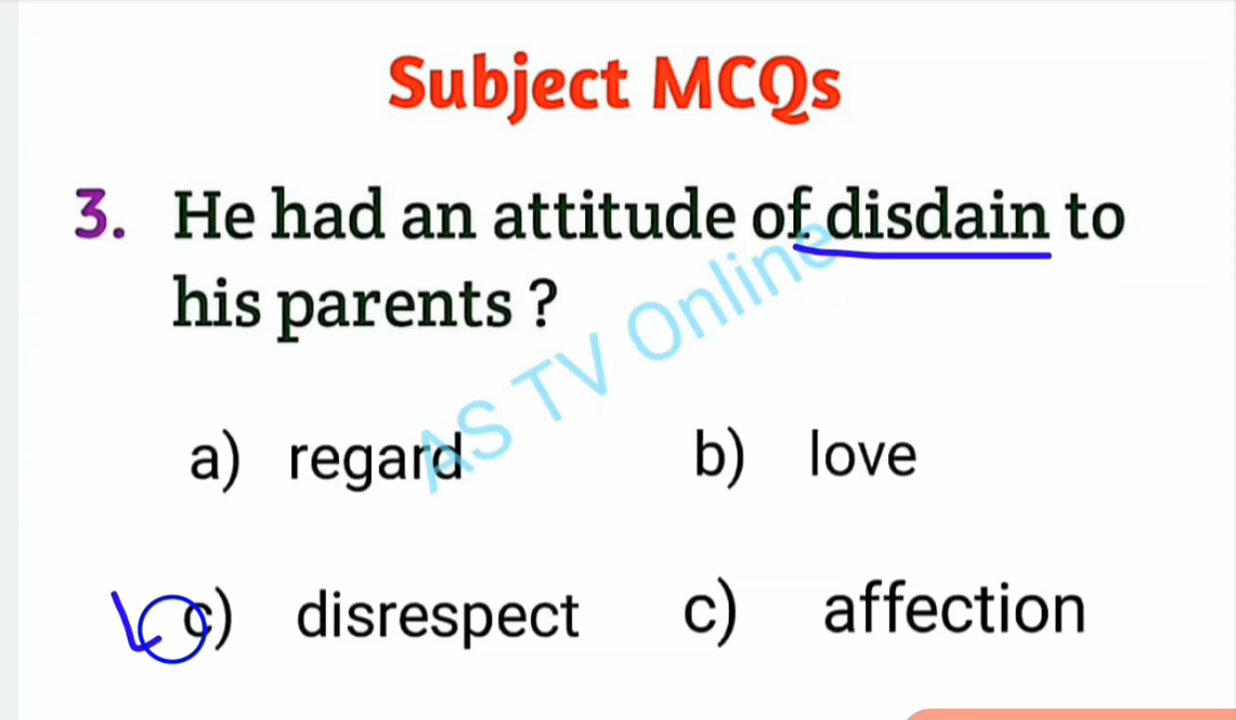 Subject MCQs
3. He had an attitude of disdain to
his parents ?
AS TV Online
a) regard b) love
c) disrespect c) affection